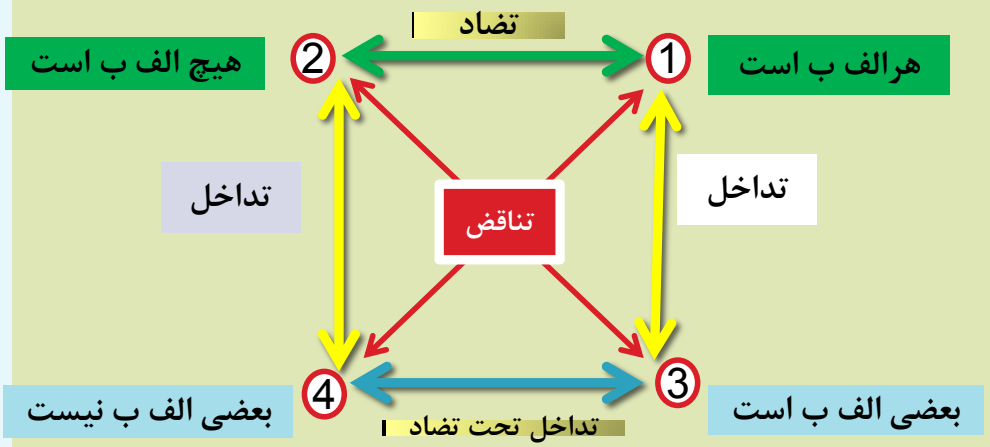 تضاد
هرالف ب است
1
2
هیچ الف ب است
تداخل
تداخل
تناقض
بعضی الف ب است
3
4
بعضی الف ب نیست
تداخل تحت تضاد